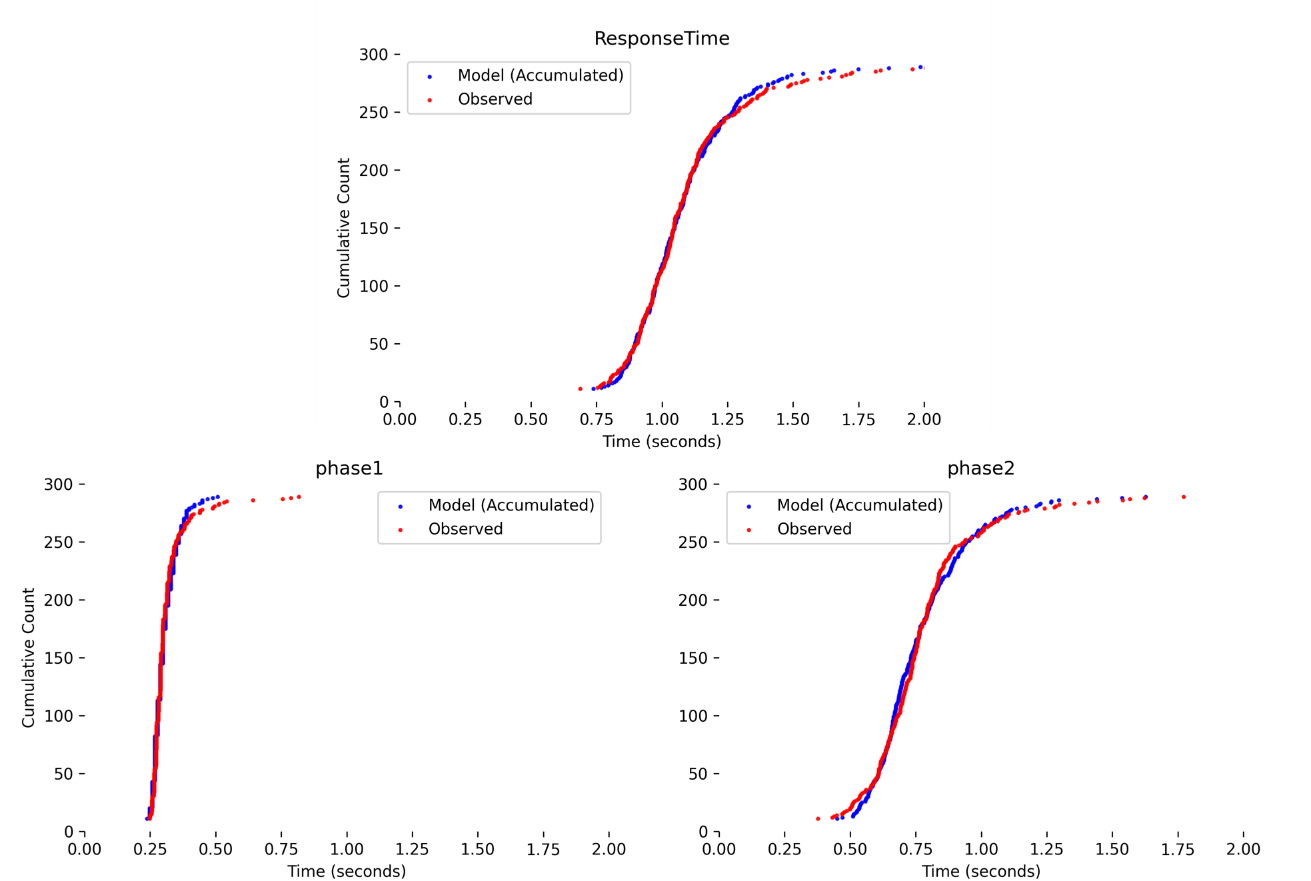 ResponseTime
300
Model (Accumulated)
Observed
250
200
150
100
50
0
Cumulative Count
0.00 0.25 0.50 0.75 1.00 1.25 1.50 1.75 2.00
Time (seconds)
phase1
300
Model (Accumulated)
Observed
250
200
150
100
50
0
Cumulative Count
0.00 0.25 0.50 0.75 1.00 1.25 1.50 1.75 2.00
Time (seconds)
phase2
300
Model (Accumulated)
Observed
250
200
150
100
50
0
0.00 0.25 0.50 0.75 1.00 1.25 1.50 1.75 2.00
Time (seconds)